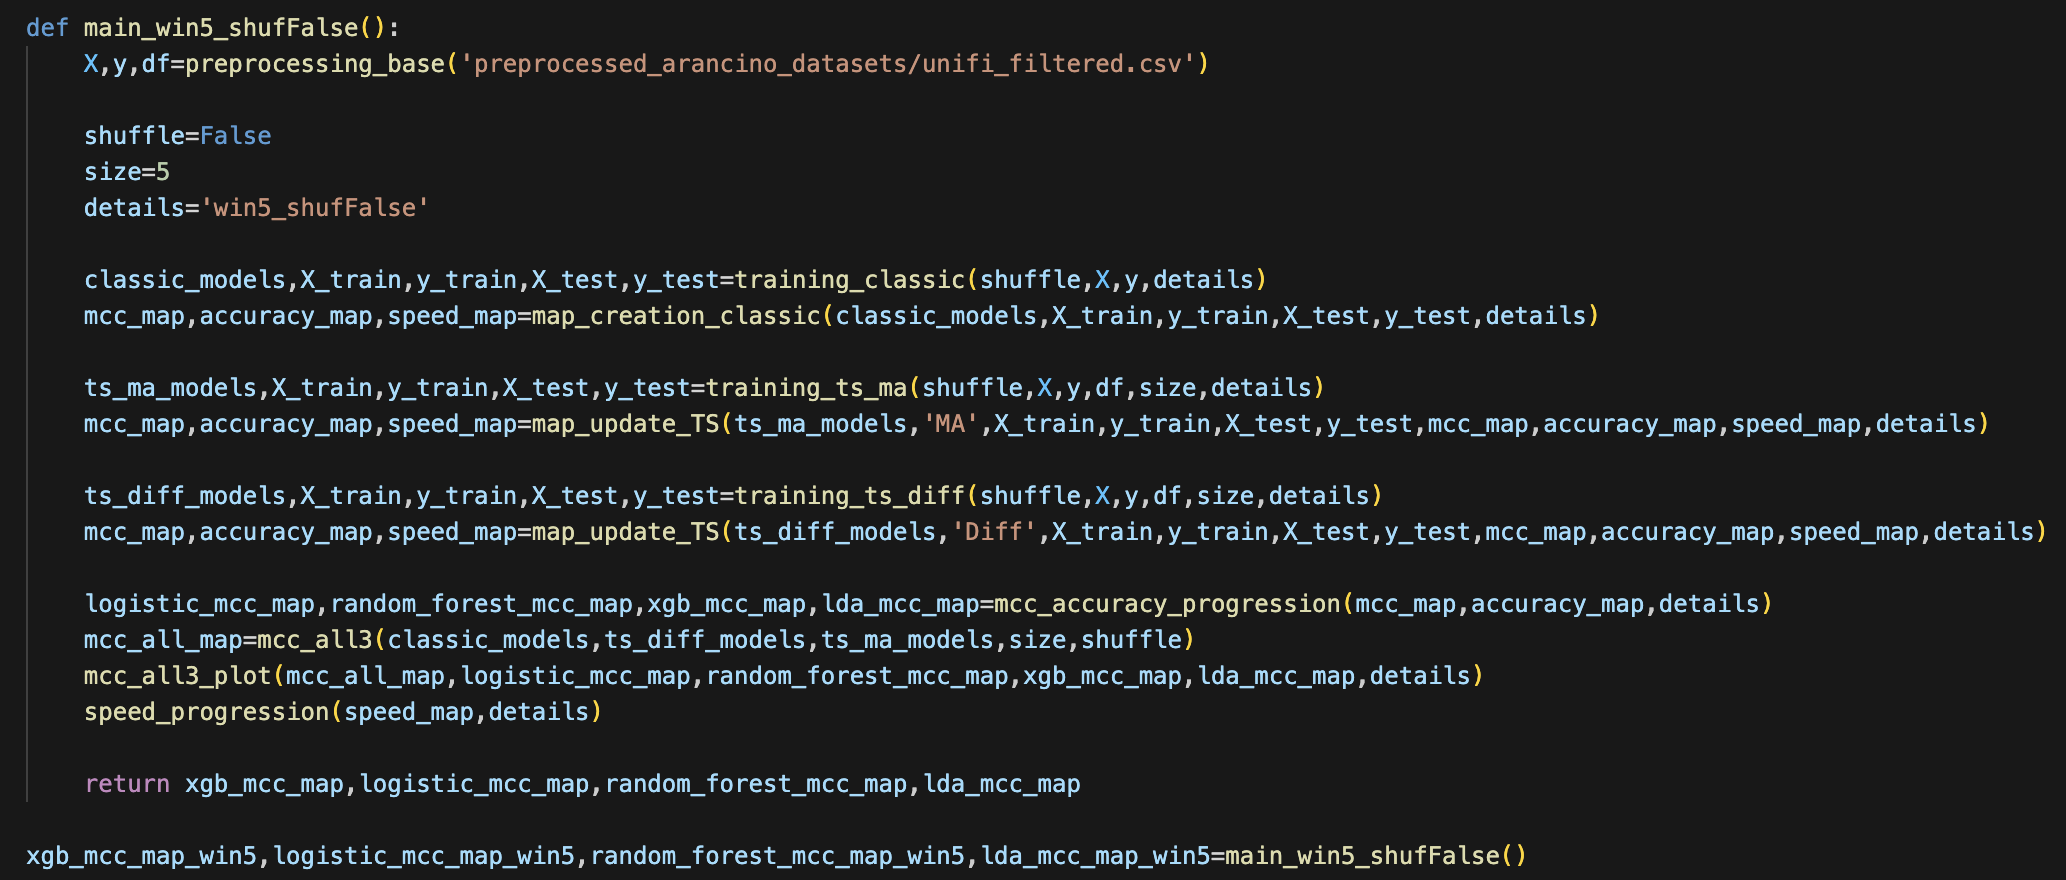 def main_win5_shufFalse():
    X,y,df=preprocessing_base('preprocessed_arancino_datasets/unifi_filtered.csv')
    shuffle=False
    size=5
    details='win5_shufFalse'
    classic_models,X_train,y_train,X_test,y_test=training_classic(shuffle,X,y,details)
    mcc_map,accuracy_map,speed_map=map_creation_classic(classic_models,X_train,y_train,X_test,y_test,details)
    ts_ma_models,X_train,y_train,X_test,y_test=training_ts_ma(shuffle,X,y,df,size,details)
    mcc_map,accuracy_map,speed_map=map_update_TS(ts_ma_models,'MA',X_train,y_train,X_test,y_test,mcc_map,accuracy_map,speed_map,details)
    ts_diff_models,X_train,y_train,X_test,y_test=training_ts_diff(shuffle,X,y,df,size,details)
    mcc_map,accuracy_map,speed_map=map_update_TS(ts_diff_models,'Diff',X_train,y_train,X_test,y_test,mcc_map,accuracy_map,speed_map,details)
    logistic_mcc_map,random_forest_mcc_map,xgb_mcc_map,lda_mcc_map=mcc_accuracy_progression(mcc_map,accuracy_map,details)
    mcc_all_map=mcc_all3(classic_models,ts_diff_models,ts_ma_models,size,shuffle)
    mcc_all3_plot(mcc_all_map,logistic_mcc_map,random_forest_mcc_map,xgb_mcc_map,lda_mcc_map,details)
    speed_progression(speed_map,details)
    return xgb_mcc_map,logistic_mcc_map,random_forest_mcc_map,lda_mcc_map
xgb_mcc_map_win5,logistic_mcc_map_win5,random_forest_mcc_map_win5,lda_mcc_map_win5=main_win5_shufFalse()